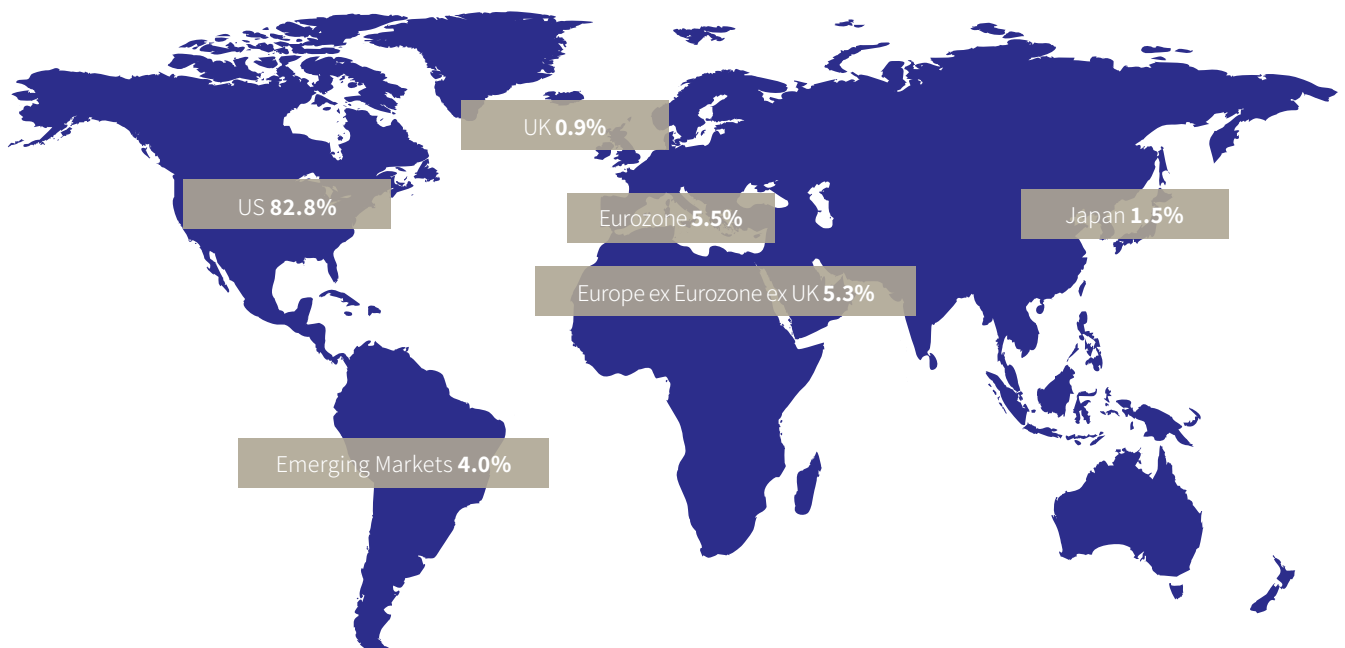 UK 0.9%
US 82.8%
Eurozone 5.5%
Japan 1.5%
Europe ex Eurozone ex UK 5.3%
Emerging Markets 4.0%